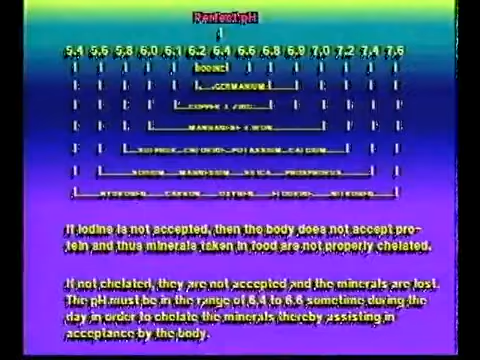 Perfect pH
5.4 5.6 5.8 6.0 6.1 6.2 6.4 6.6 6.8 6.9 7.0 7.2 7.4 7.6
IODINE
GERMANIUM
COPPER & ZINC
MANGANESE & IRON
SULPHUR CHLORINE POTASSIUM CALCIUM
SODIUM MAGNESIUM SILICA PHOSPHORUS
HYDROGEN CARBON OXYGEN FLUORINE NITROGEN
If Iodine is not accepted, then the body does not accept pro-
tein and thus minerals taken in food are not properly chelated.
If not chelated, they are not accepted and the minerals are lost.
The pH must be in the range of 6.4 to 6.6 sometime during the
day in order to chelate the minerals thereby assisting in
acceptance by the body.